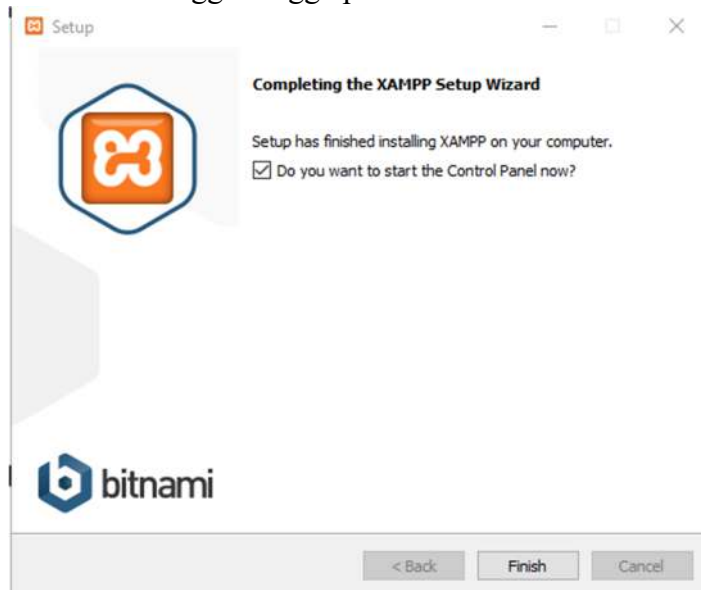 Setup
Completing the XAMPP Setup Wizard
Setup has finished installing XAMPP on your computer.
Do you want to start the Control Panel now?
bitnami
< Back
Finish
Cancel